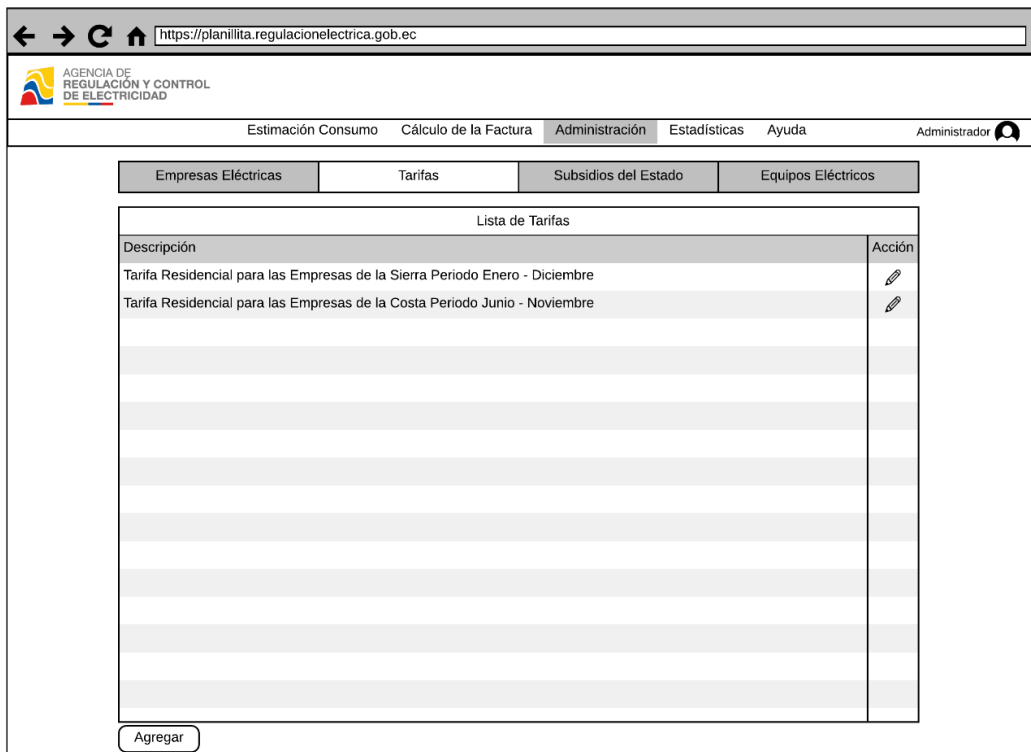 https://planillita.regulacionelectrica.gob.ec
AGENCIA DE
REGULACIÓN Y CONTROL
DE ELECTRICIDAD
Estimación Consumo Cálculo de la Factura Administración Estadísticas Ayuda Administrador
Empresas Eléctricas Tarifas Subsidios del Estado Equipos Eléctricos
Lista de Tarifas
Descripción Acción
Tarifa Residencial para las Empresas de la Sierra Periodo Enero - Diciembre
Tarifa Residencial para las Empresas de la Costa Periodo Junio - Noviembre
Agregar